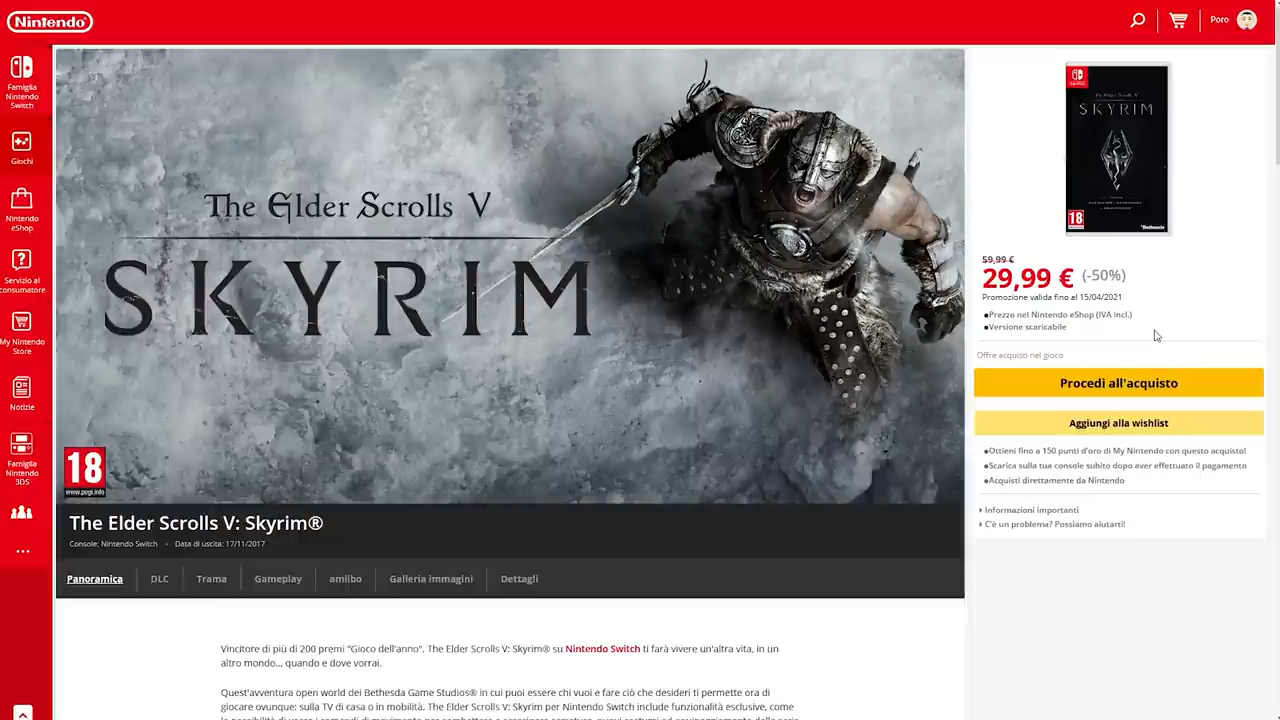 Nintendo
Poro
Famiglia
Nintendo
Switch
Giochi
Nintendo
eShop
Servizio al
consumatore
My Nintendo
Store
Notizie
Famiglia
Nintendo
3DS
...
The Elder Scrolls V
SKYRIM
18
www.pegi.info
The Elder Scrolls V: Skyrim®
Console: Nintendo Switch • Data di uscita: 17/11/2017
Panoramica
DLC
Trama
Gameplay
amiibo
Galleria immagini
Dettagli
Vincitore di più di 200 premi "Gioco dell'anno", The Elder Scrolls V: Skyrim® su Nintendo Switch ti farà vivere un'altra vita, in un
altro mondo... quando e dove vorrai.
Quest'avventura open world dei Bethesda Game Studios® in cui puoi essere chi vuoi e fare ciò che desideri ti permette ora di
giocare ovunque: sulla TV di casa o in mobilità. The Elder Scrolls V: Skyrim per Nintendo Switch include funzionalità esclusive, come
The Elder Scrolls V
SKYRIM
18
Bethesda
59,99 €
29,99 € (-50%)
Promozione valida fino al 15/04/2021
●Prezzo nel Nintendo eShop (IVA incl.)
●Versione scaricabile
Offre acquisti nel gioco
Procedi all'acquisto
Aggiungi alla wishlist
●Ottieni fino a 150 punti d'oro di My Nintendo con questo acquisto!
●Scarica sulla tua console subito dopo aver effettuato il pagamento
●Acquisti direttamente da Nintendo
Informazioni importanti
C'è un problema? Possiamo aiutarti!